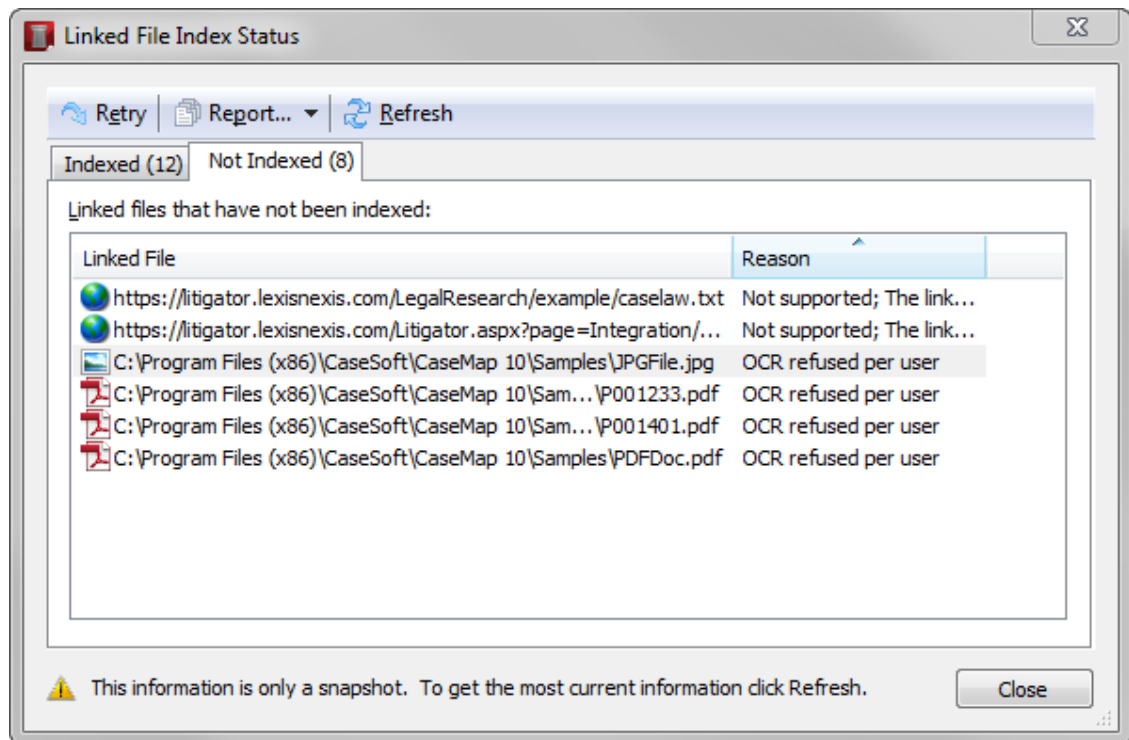 Linked File Index Status
Retry Report... Refresh
Indexed (12) Not Indexed (8)
Linked files that have not been indexed:
Linked File Reason
https://litigator.lexisnexis.com/LegalResearch/example/caselaw.txt Not supported; The link...
https://litigator.lexisnexis.com/Litigator.aspx?page=Integration/... Not supported; The link...
C:\Program Files (x86)\CaseSoft\CaseMap 10\Samples\JPGFile.jpg OCR refused per user
C:\Program Files (x86)\CaseSoft\CaseMap 10\Sam...\P001233.pdf OCR refused per user
C:\Program Files (x86)\CaseSoft\CaseMap 10\Sam...\P001401.pdf OCR refused per user
C:\Program Files (x86)\CaseSoft\CaseMap 10\Samples\PDFDoc.pdf OCR refused per user
This information is only a snapshot. To get the most current information click Refresh.
Close